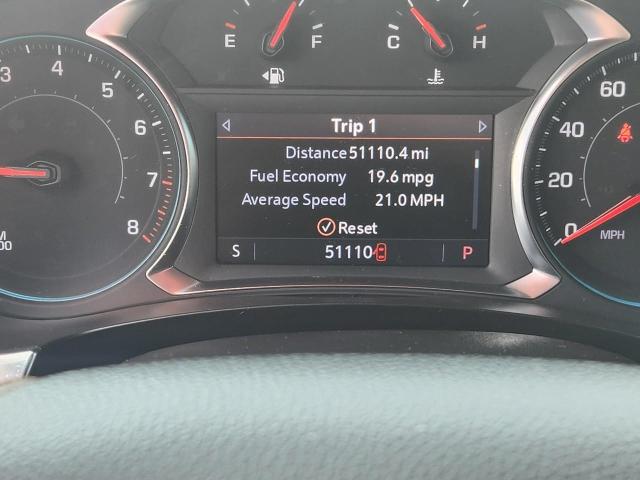 E F C H
3 4 5 6 7 8
M
00
Trip 1
Distance 51110.4 mi
Fuel Economy 19.6 mpg
Average Speed 21.0 MPH
Reset
S 51110 P
60
40
20
0
MPH